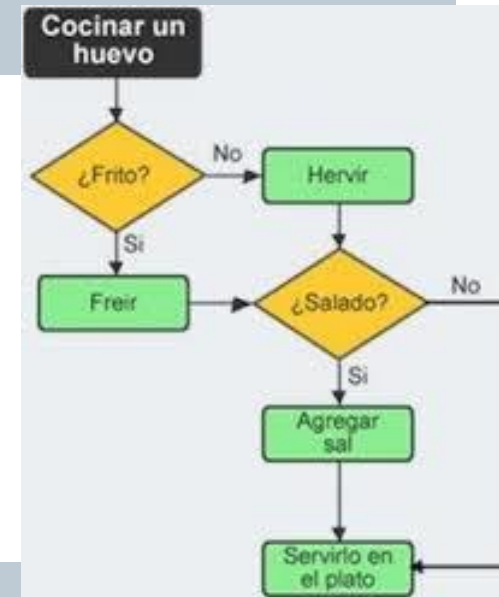 Cocinar un
huevo
¿Frito?
No
Hervir
Si
Freir
¿Salado?
No
Si
Agregar
sal
Servirlo en
el plato